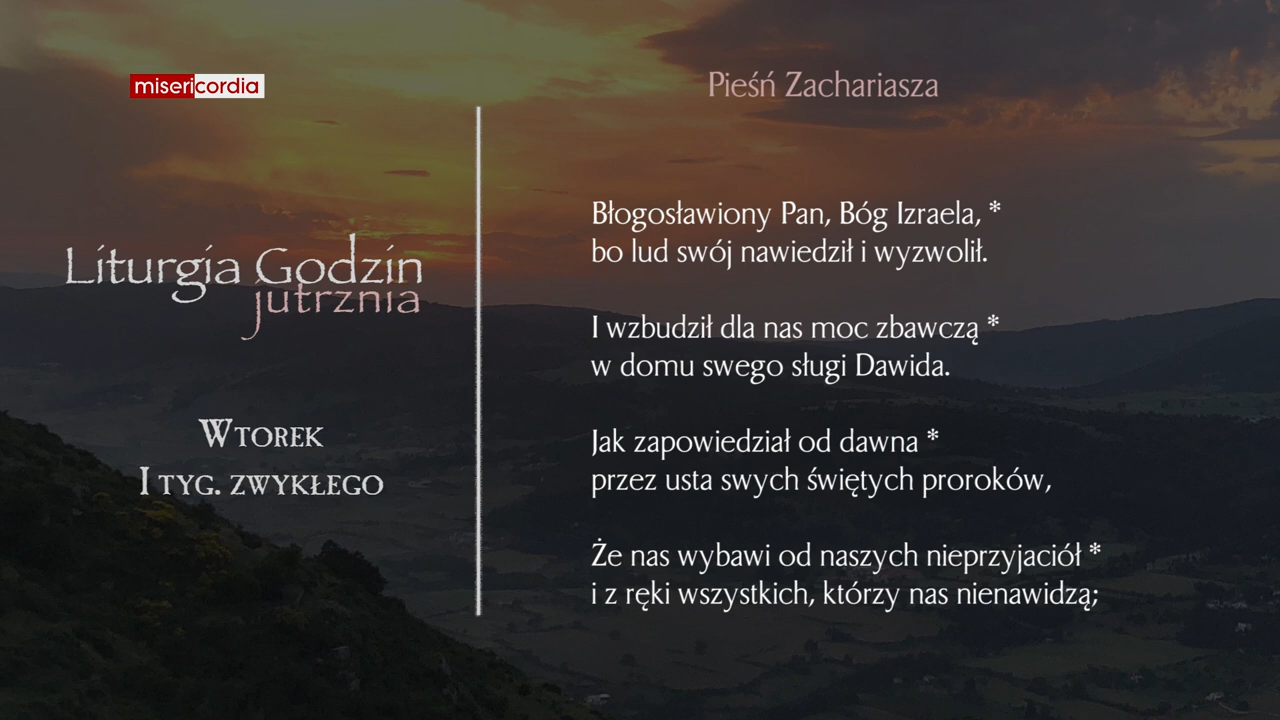 misericordia
Liturgia Godzin
jutrznia
Wtorek
I tyg. zwykłego
Pieśń Zachariasza
Błogosławiony Pan, Bóg Izraela, *
bo lud swój nawiedził i wyzwolił.
I wzbudził dla nas moc zbawczą *
w domu swego sługi Dawida.
Jak zapowiedział od dawna *
przez usta swych świętych proroków,
Że nas wybawi od naszych nieprzyjaciół *
i z ręki wszystkich, którzy nas nienawidzą;